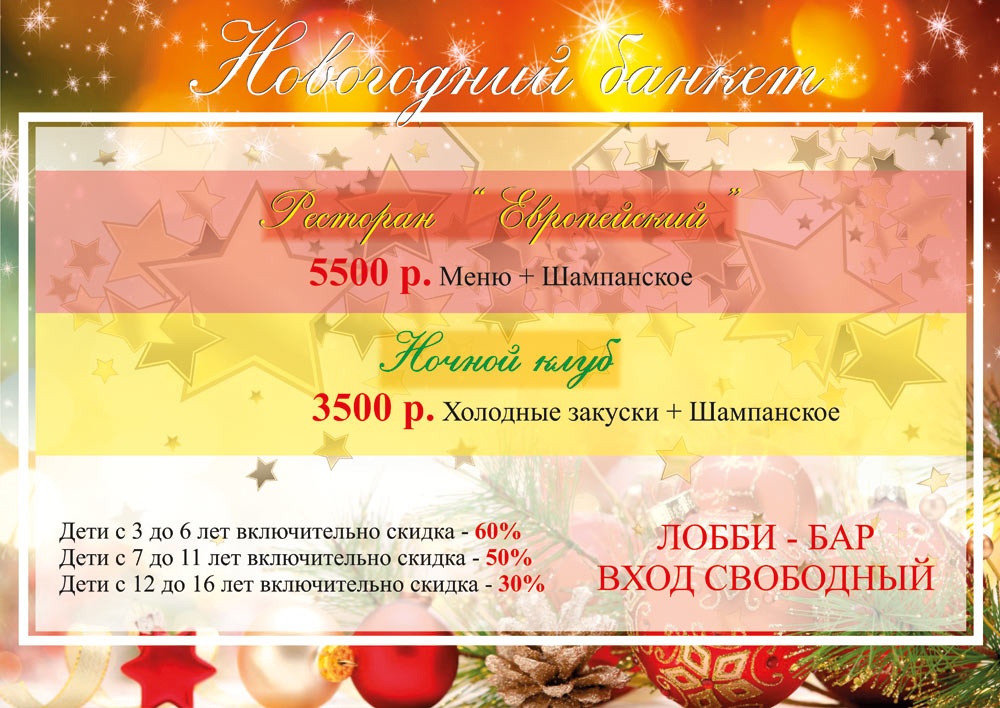 Новогодний банкет
Ресторан " Европейский "
5500 р. Меню + Шампанское
Ночной клуб
3500 р. Холодные закуски + Шампанское
Дети с 3 до 6 лет включительно скидка - 60%
Дети с 7 до 11 лет включительно скидка - 50%
Дети с 12 до 16 лет включительно скидка - 30%
ЛОББИ - БАР
ВХОД СВОБОДНЫЙ